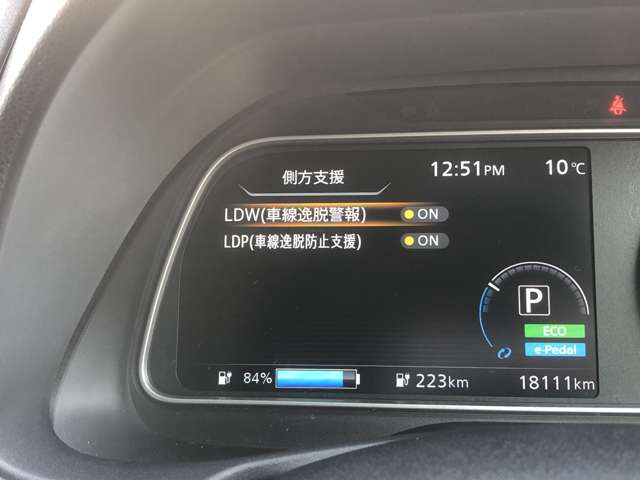 側方支援 12:51PM 10℃
LDW(車線逸脱警報) ON
LDP(車線逸脱防止支援) ON
P
ECO
e-Pedal
84% 223km 18111km